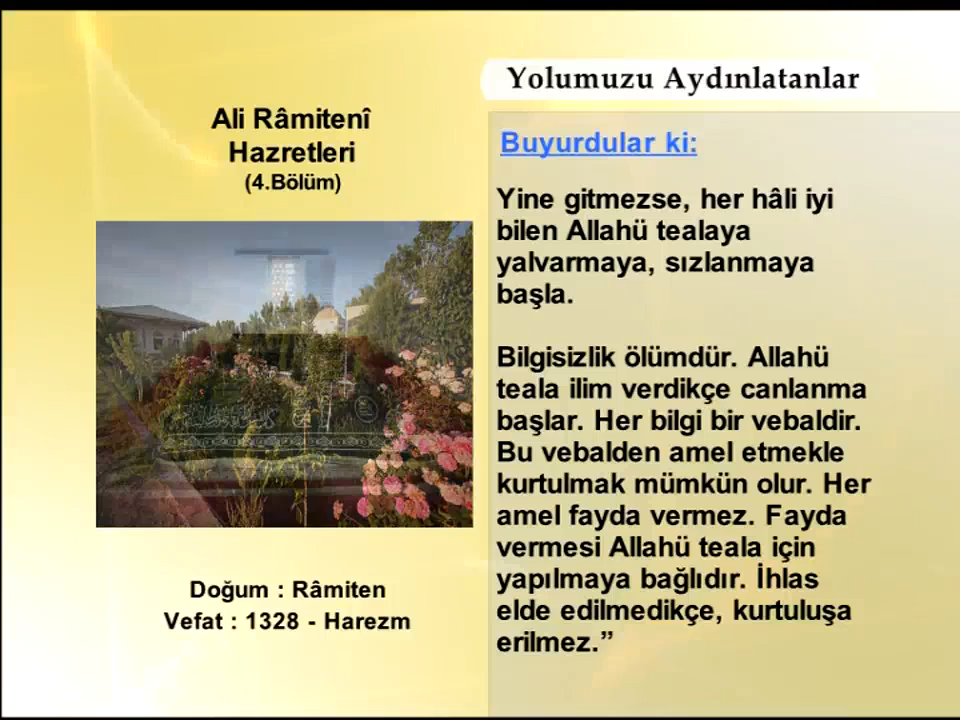 Yolumuzu Aydınlatanlar
Ali Râmitenî
Hazretleri
(4.Bölüm)
Doğum : Râmiten
Vefat : 1328 - Harezm
Buyurdular ki:
Yine gitmezse, her hâli iyi
bilen Allahü tealaya
yalvarmaya, sızlanmaya
başla.
Bilgisizlik ölümdür. Allahü
teala ilim verdikçe canlanma
başlar. Her bilgi bir vebaldir.
Bu vebalden amel etmekle
kurtulmak mümkün olur. Her
amel fayda vermez. Fayda
vermesi Allahü teala için
yapılmaya bağlıdır. İhlas
elde edilmedikçe, kurtuluşa
erilmez.”